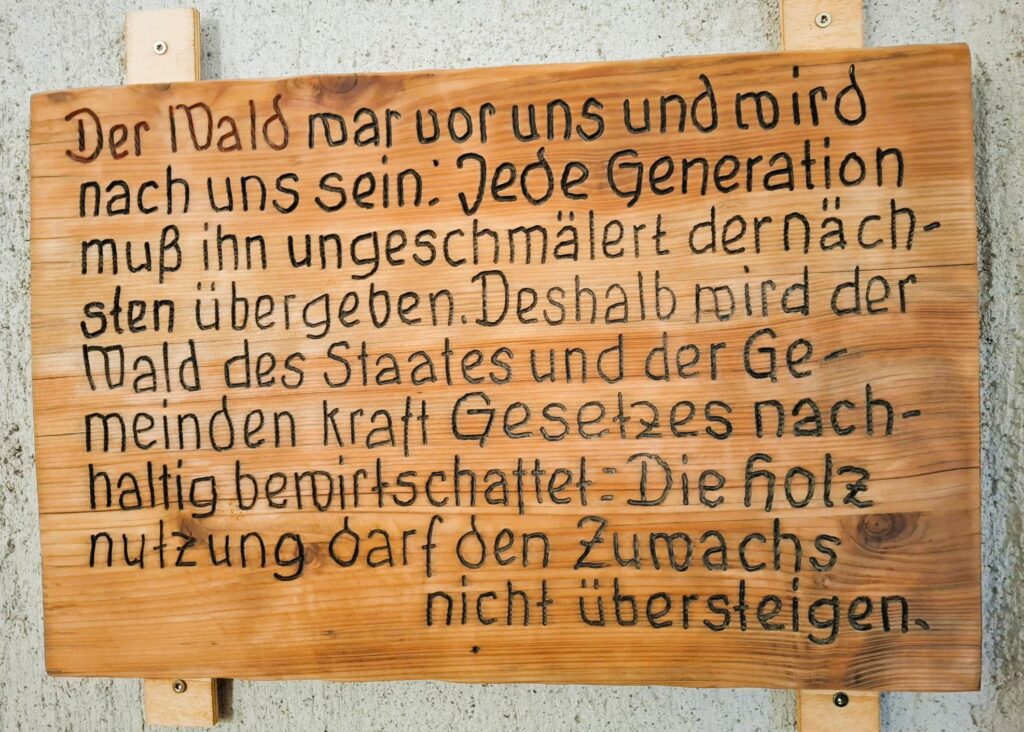 Der Wald war vor uns und wird
nach uns sein: Jede Generation
muß ihn ungeschmälert der näch-
sten übergeben. Deshalb wird der
Wald des Staates und der Ge-
meinden kraft Gesetzes nach-
haltig bewirtschaftet: Die Holz
nutzung darf den Zuwachs
nicht übersteigen.